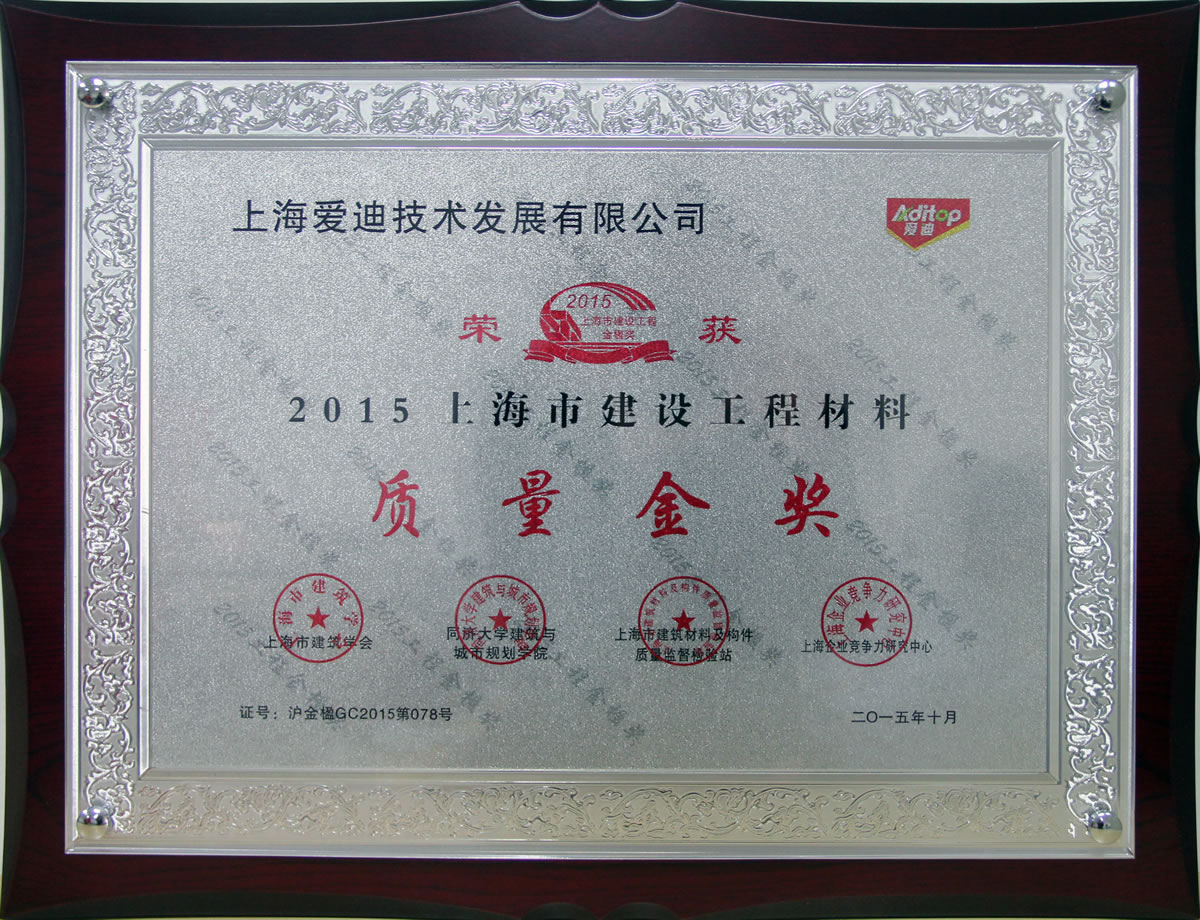 上海爱迪技术发展有限公司
Aditop
爱迪
荣
2015
上海市建设工程
金楹奖
获
2015 上海市建设工程材料
质量金奖
上海市建筑学会
同济大学建筑与
城市规划学院
上海市建筑材料及构件
质量监督检验站
上海企业竞争力研究中心
证号：沪金楹GC2015第078号
二〇一五年十月